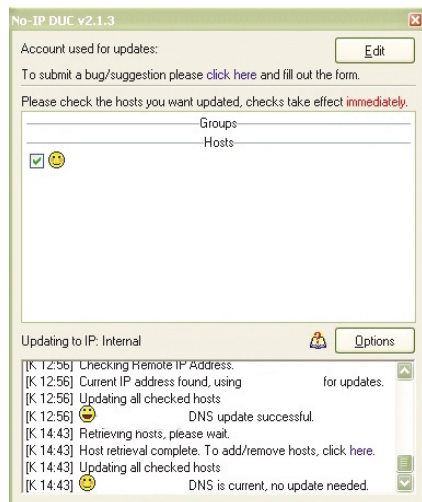 No-IP DUC v2.1.3
Account used for updates:
Edit
To submit a bug/suggestion please click here and fill out the form.
Please check the hosts you want updated, checks take effect immediately.
Groups
Hosts
Updating to IP: Internal
Options
[K 12:56] Checking Remote IP Address.
[K 12:56] Current IP address found, using for updates.
[K 12:56] Updating all checked hosts
[K 12:56] DNS update successful.
[K 14:43] Retrieving hosts, please wait.
[K 14:43] Host retrieval complete. To add/remove hosts, click here.
[K 14:43] Updating all checked hosts
[K 14:43] DNS is current, no update needed.